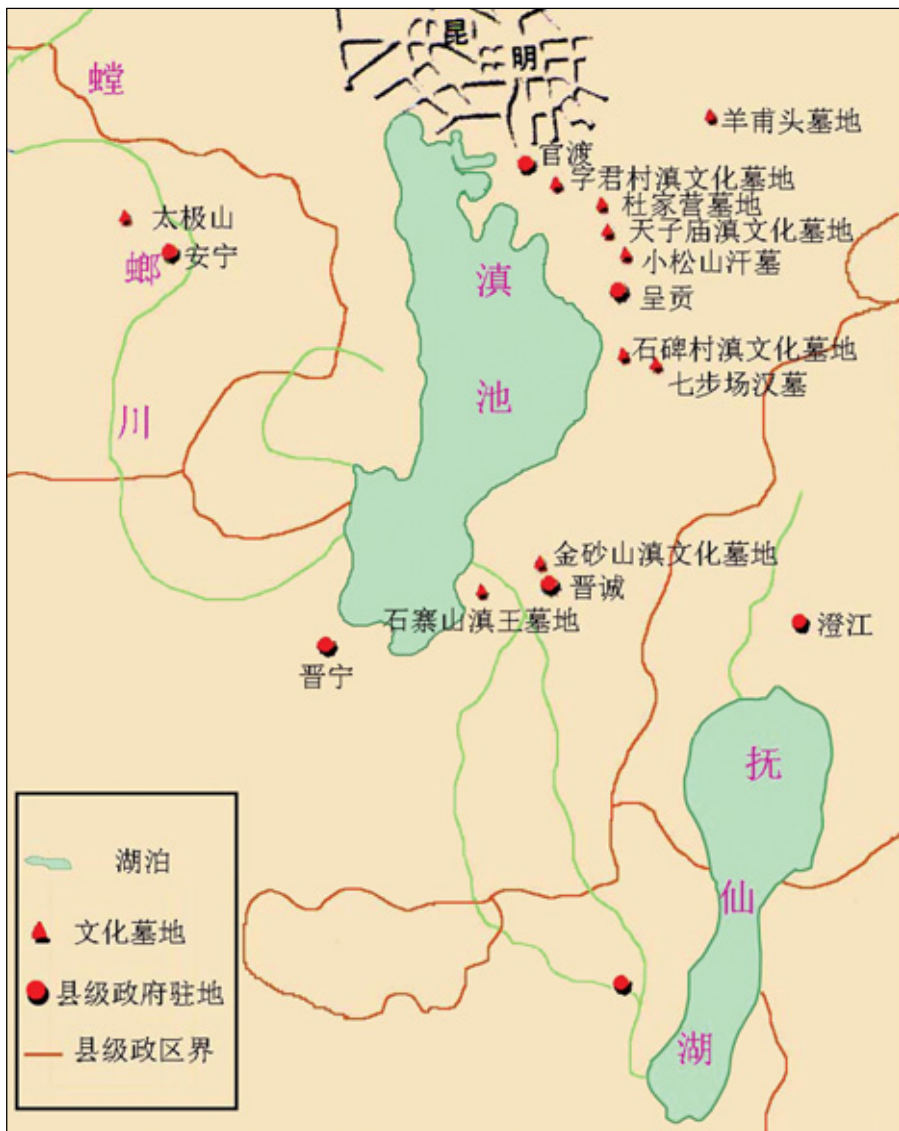 昆明
螳螂川
羊甫头墓地
官渡
字君村滇文化墓地
杜家营墓地
太极山
天子庙滇文化墓地
安宁
小松山汗墓
滇池
呈贡
石碑村滇文化墓地
七步场汉墓
金砂山滇文化墓地
晋诚
石寨山滇王墓地
澄江
晋宁
抚仙湖
湖泊
文化墓地
县级政府驻地
县级政区界